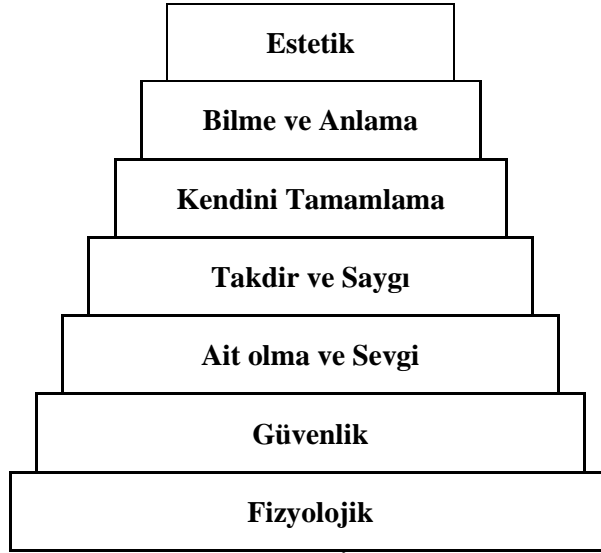 Estetik
Bilme ve Anlama
Kendini Tamamlama
Takdir ve Saygı
Ait olma ve Sevgi
Güvenlik
Fizyolojik